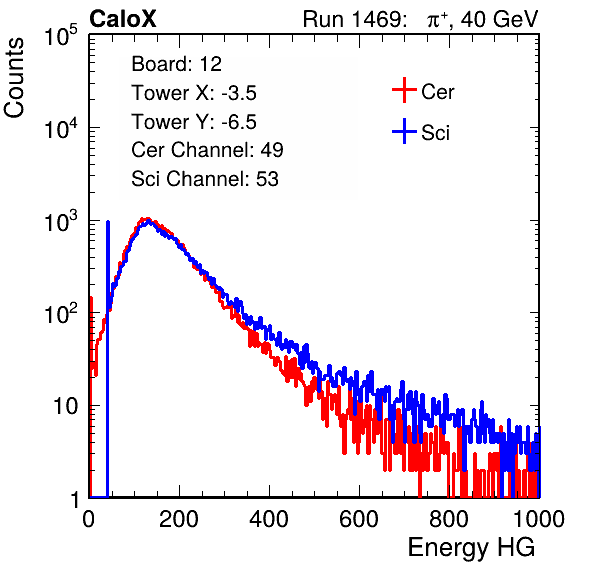 CaloX Run 1469: π⁺, 40 GeV
Counts
10⁵
Board: 12
Tower X: -3.5
Tower Y: -6.5
Cer Channel: 49
Sci Channel: 53
Cer
Sci
10⁴
10³
10²
10
1
0 200 400 600 800 1000
Energy HG